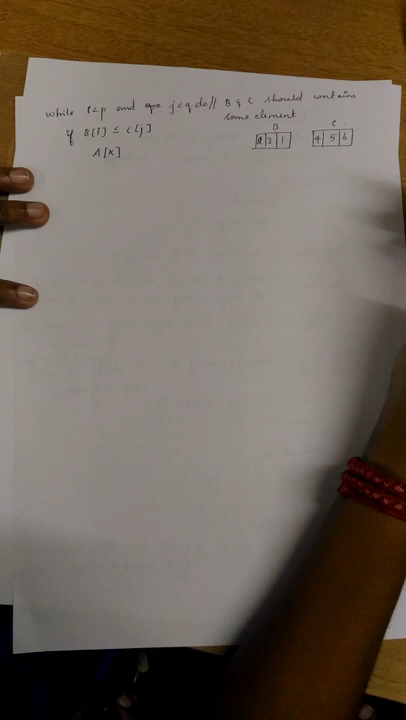 while i<p and j<q do // B & C should contains
some element.
if B[i] ≤ C[j]
B C
3 1 4 5 6
A[K]